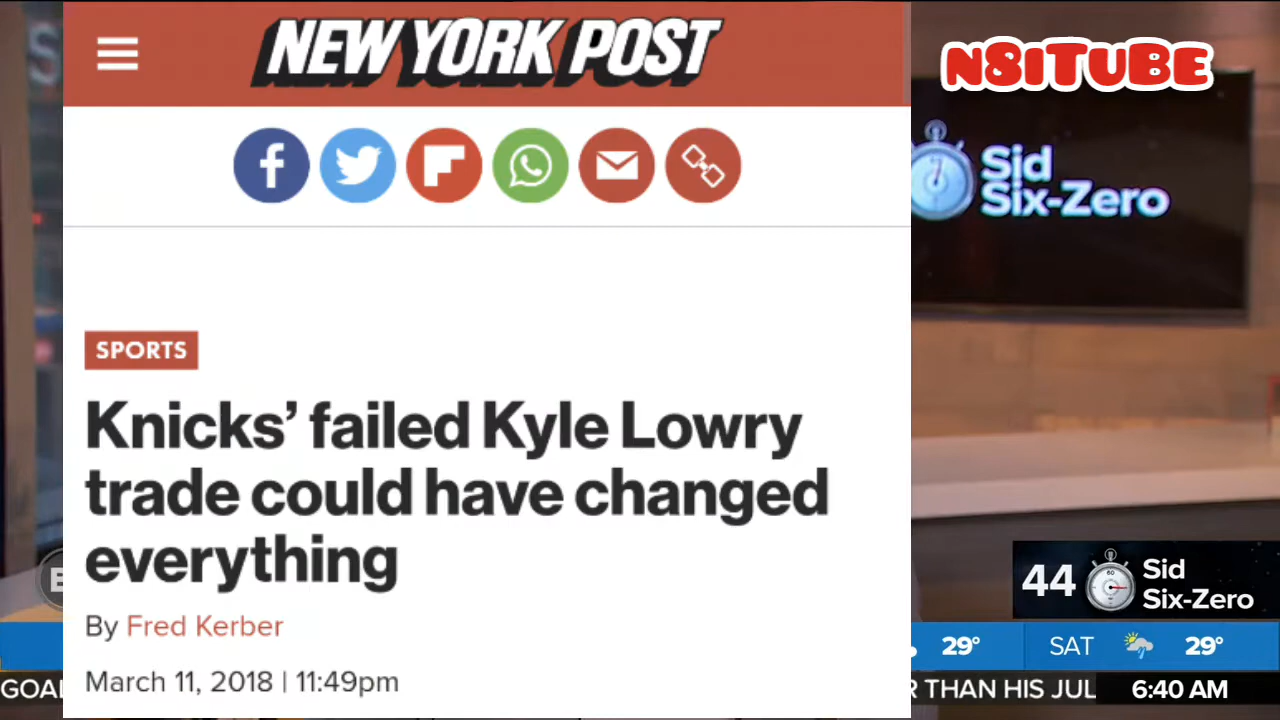 NEW YORK POST
N8ITUBE
Sid
Six-Zero
SPORTS
Knicks' failed Kyle Lowry
trade could have changed
everything
By Fred Kerber
March 11, 2018 | 11:49pm
44
Sid
Six-Zero
29°
SAT
29°
THAN HIS JUL
6:40 AM